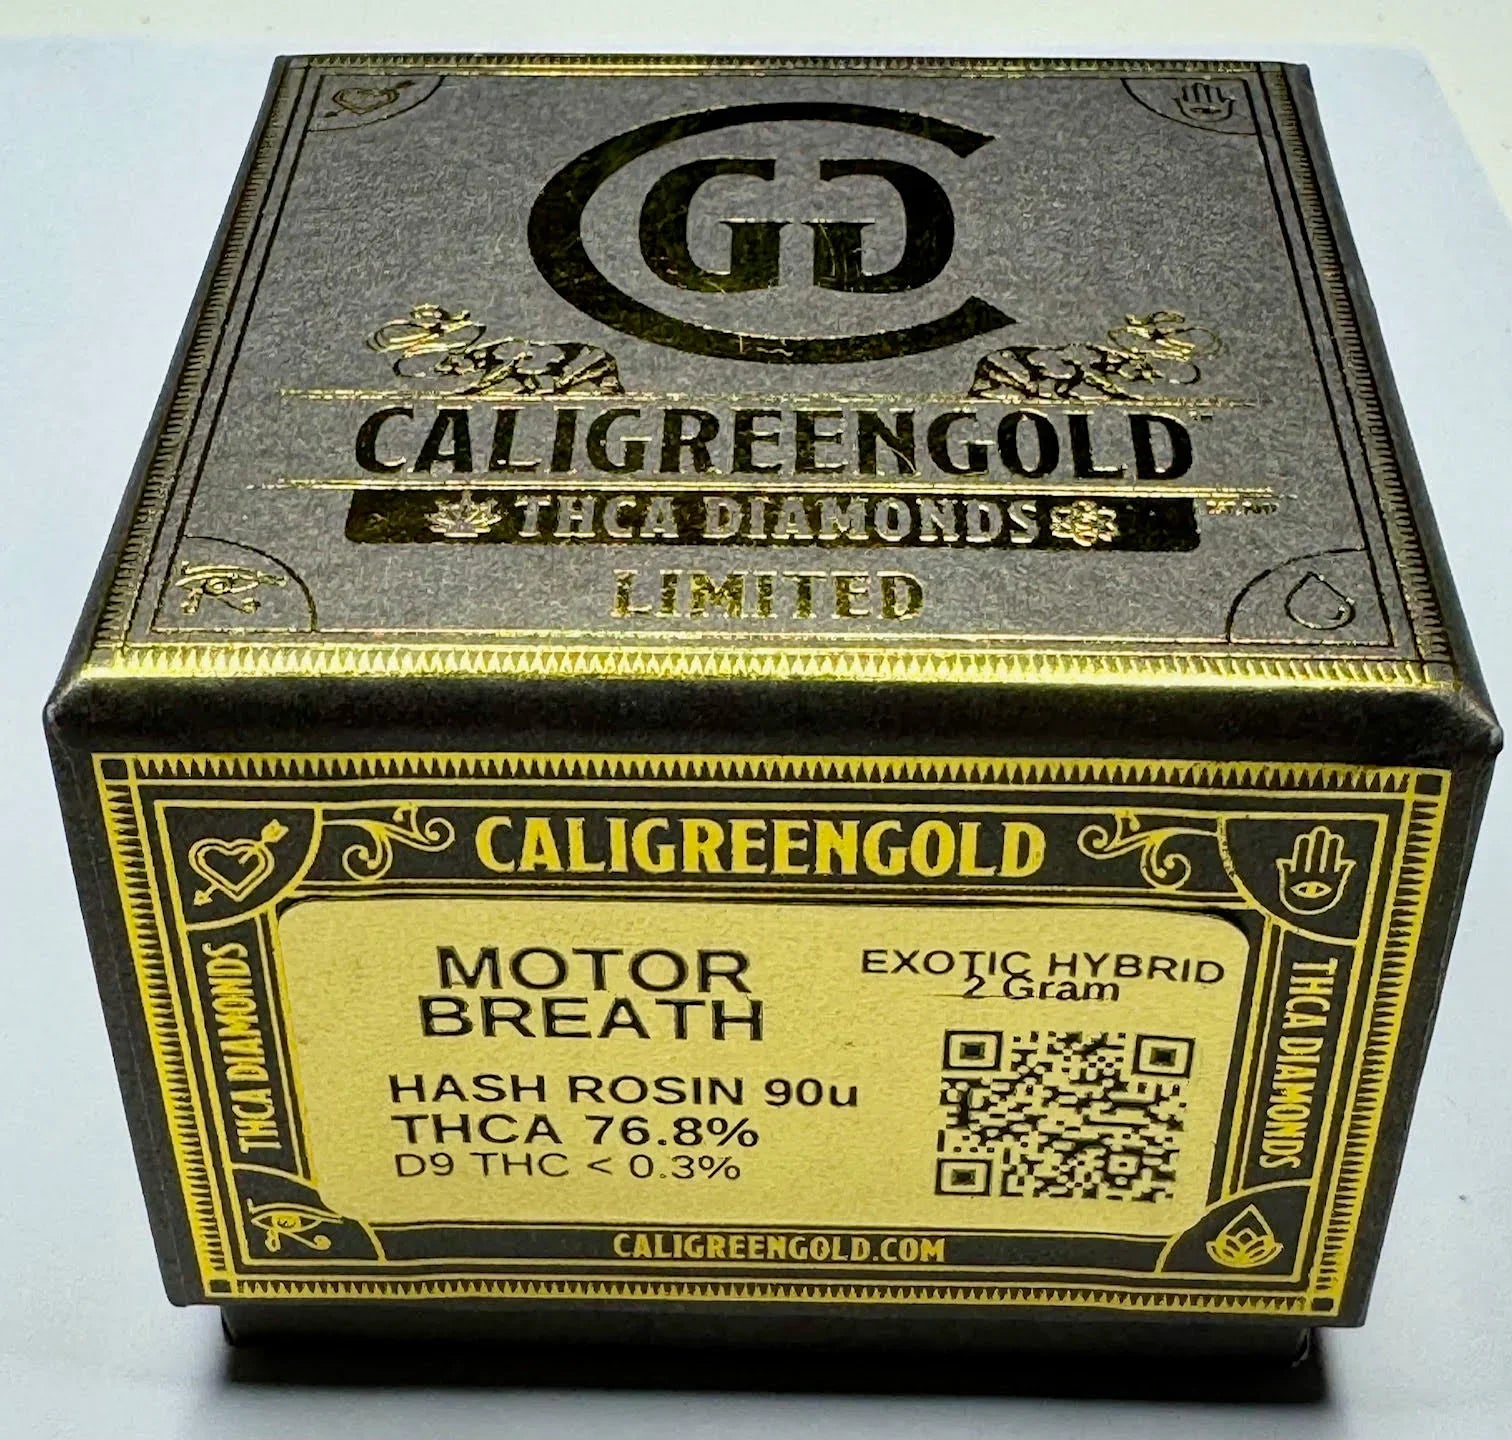 CGG
CALIGREENGOLD
THCA DIAMONDS
LIMITED
CALIGREENGOLD
THCA DIAMONDS
MOTOR
BREATH
HASH ROSIN 90u
THCA 76.8%
D9 THC < 0.3%
EXOTIC HYBRID
2 Gram
THCA DIAMONDS
CALIGREENGOLD.COM